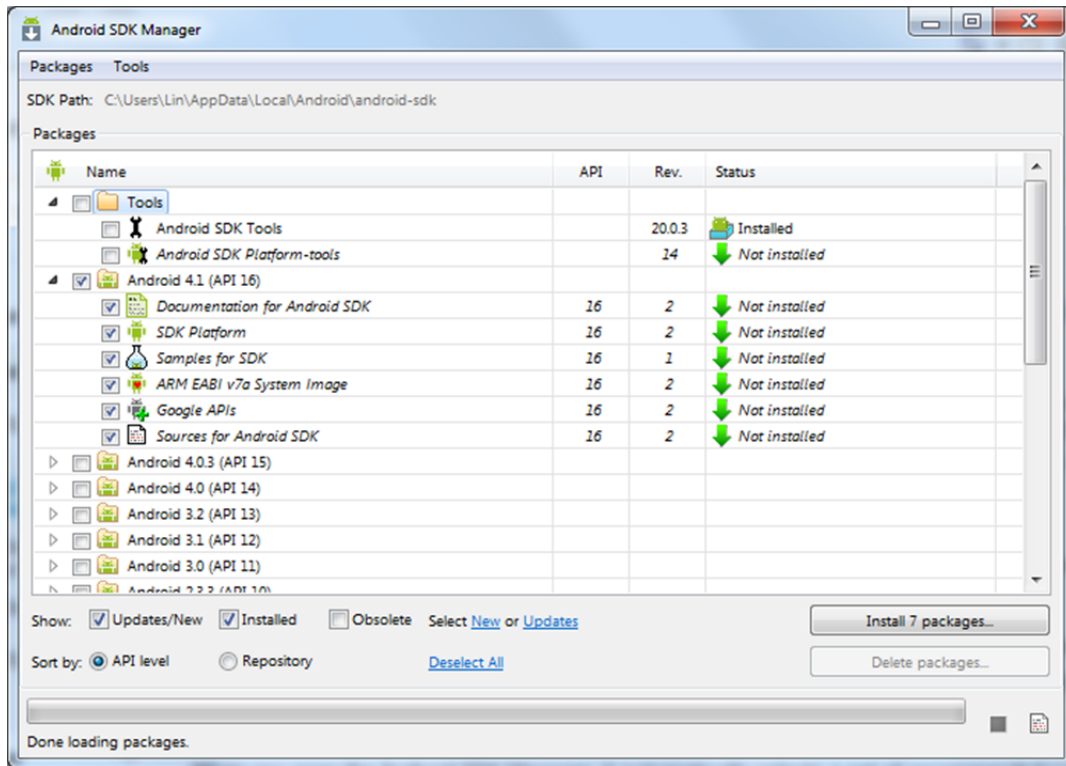 Android SDK Manager
Packages Tools
SDK Path: C:\Users\Lin\AppData\Local\Android\android-sdk
Packages
Name API Rev. Status
Tools
Android SDK Tools 20.0.3 Installed
Android SDK Platform-tools 14 Not installed
Android 4.1 (API 16)
Documentation for Android SDK 16 2 Not installed
SDK Platform 16 2 Not installed
Samples for SDK 16 1 Not installed
ARM EABI v7a System Image 16 2 Not installed
Google APIs 16 2 Not installed
Sources for Android SDK 16 2 Not installed
Android 4.0.3 (API 15)
Android 4.0 (API 14)
Android 3.2 (API 13)
Android 3.1 (API 12)
Android 3.0 (API 11)
Android 2.3.3 (API 10)
Show: Updates/New Installed Obsolete Select New or Updates Install 7 packages...
Sort by: API level Repository Deselect All Delete packages...
Done loading packages.